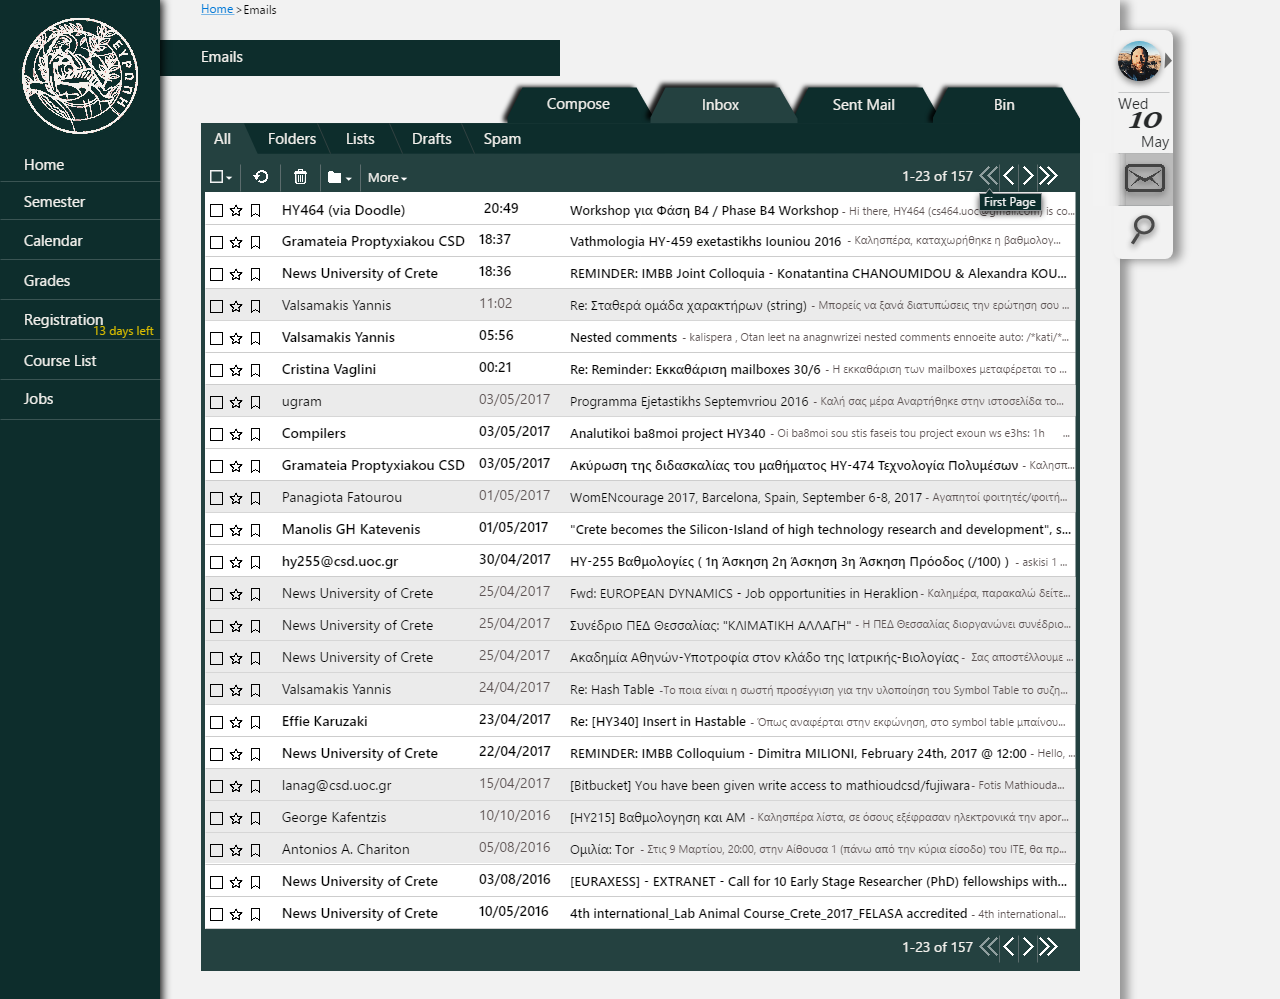 Home >Emails
ΕΥΡΩΠΗ
Emails
Compose
Inbox
Sent Mail
Bin
Wed
10
May
All
Folders
Lists
Drafts
Spam
Home
Semester
Calendar
Grades
Registration
13 days left
Course List
Jobs
More
1-23 of 157
First Page
HY464 (via Doodle) 20:49 Workshop για Φάση B4 / Phase B4 Workshop - Hi there, HY464 (cs464.uoc@gmail.com) is co...
Gramateia Proptyxiakou CSD 18:37 Vathmologia HY-459 exetastikhs Iouniou 2016 - Καλησπέρα, καταχωρήθηκε η βαθμολογ...
News University of Crete 18:36 REMINDER: IMBB Joint Colloquia - Konatantina CHANOUMIDOU & Alexandra KOU...
Valsamakis Yannis 11:02 Re: Σταθερά ομάδα χαρακτήρων (string) - Μπορείς να ξανά διατυπώσεις την ερώτηση σου ...
Valsamakis Yannis 05:56 Nested comments - kalispera , Otan leet na anagnwrizei nested comments ennoeite auto: /*kati/*...
Cristina Vaglini 00:21 Re: Reminder: Εκκαθάριση mailboxes 30/6 - Η εκκαθάριση των mailboxes μεταφέρεται το ...
ugram 03/05/2017 Programma Ejetastikhs Septemvriou 2016 - Καλή σας μέρα Αναρτήθηκε στην ιστοσελίδα το...
Compilers 03/05/2017 Analutikoi ba8moi project HY340 - Oi ba8moi sou stis faseis tou project exoun ws e3hs: 1h ...
Gramateia Proptyxiakou CSD 03/05/2017 Ακύρωση της διδασκαλίας του μαθήματος ΗΥ-474 Τεχνολογία Πολυμέσων - Καλησπ...
Panagiota Fatourou 01/05/2017 WomENcourage 2017, Barcelona, Spain, September 6-8, 2017 - Αγαπητοί φοιτητές/φοιτή...
Manolis GH Katevenis 01/05/2017 "Crete becomes the Silicon-Island of high technology research and development", s...
hy255@csd.uoc.gr 30/04/2017 HY-255 Βαθμολογίες ( 1η Άσκηση 2η Άσκηση 3η Άσκηση Πρόοδος (/100) ) - askisi 1 ...
News University of Crete 25/04/2017 Fwd: EUROPEAN DYNAMICS - Job opportunities in Heraklion - Καλημέρα, παρακαλώ δείτε...
News University of Crete 25/04/2017 Συνέδριο ΠΕΔ Θεσσαλίας: "ΚΛΙΜΑΤΙΚΗ ΑΛΛΑΓΗ" - Η ΠΕΔ Θεσσαλίας διοργανώνει συνέδριο...
News University of Crete 25/04/2017 Ακαδημία Αθηνών-Υποτροφία στον κλάδο της Ιατρικής-Βιολογίας - Σας αποστέλλουμε ...
Valsamakis Yannis 24/04/2017 Re: Hash Table -Το ποια είναι η σωστή προσέγγιση για την υλοποίηση του Symbol Table το συζη...
Effie Karuzaki 23/04/2017 Re: [HY340] Insert in Hastable - Όπως αναφέρται στην εκφώνηση, στο symbol table μπαίνου...
News University of Crete 22/04/2017 REMINDER: IMBB Colloquium - Dimitra MILIONI, February 24th, 2017 @ 12:00 - Hello, ...
lanag@csd.uoc.gr 15/04/2017 [Bitbucket] You have been given write access to mathioudcsd/fujiwara - Fotis Mathiouda...
George Kafentzis 10/10/2016 [HY215] Βαθμολογηση και ΑΜ - Καλησπέρα λίστα, σε όσους εξέφρασαν ηλεκτρονικά την apor...
Antonios A. Chariton 05/08/2016 Ομιλία: Tor - Στις 9 Μαρτίου, 20:00, στην Αίθουσα 1 (πάνω από την κύρια είσοδο) του ΙΤΕ, θα πρ...
News University of Crete 03/08/2016 [EURAXESS] - EXTRANET - Call for 10 Early Stage Researcher (PhD) fellowships with...
News University of Crete 10/05/2016 4th international_Lab Animal Course_Crete_2017_FELASA accredited - 4th international...
1-23 of 157